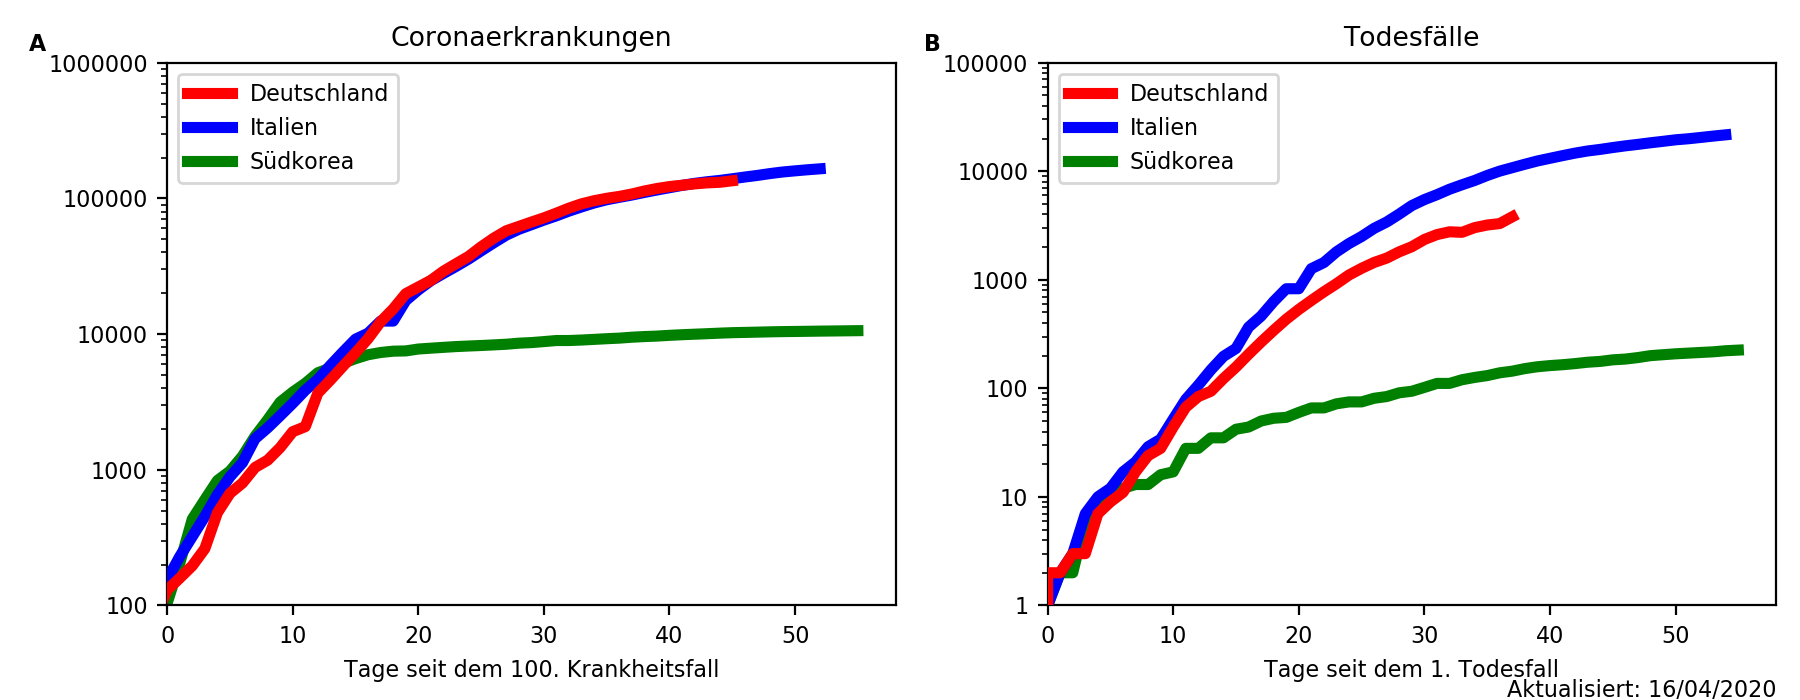 A
Coronaerkrankungen
1000000
100000
10000
1000
100
Deutschland
Italien
Südkorea
0 10 20 30 40 50
Tage seit dem 100. Krankheitsfall
B
Todesfälle
100000
10000
1000
100
10
1
Deutschland
Italien
Südkorea
0 10 20 30 40 50
Tage seit dem 1. Todesfall
Aktualisiert: 16/04/2020